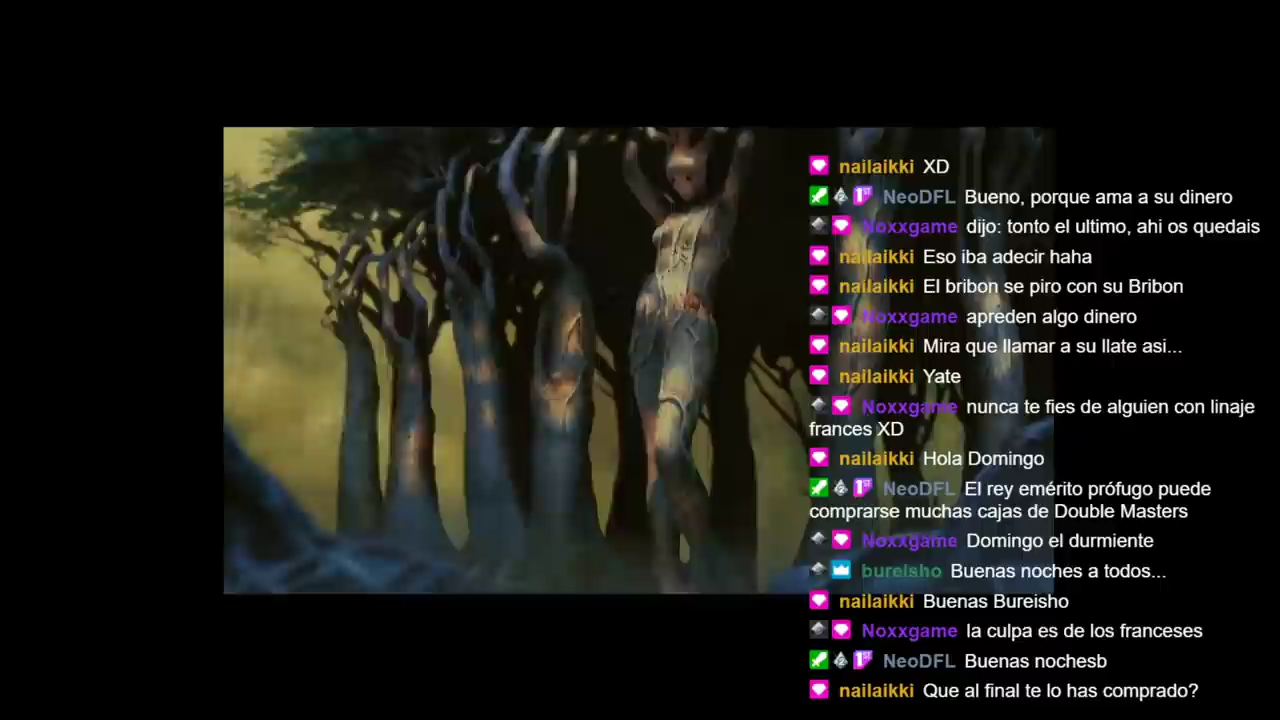 nailaikki XD
NeoDFL Bueno, porque ama a su dinero
Noxxgame dijo: tonto el ultimo, ahi os quedais
nailaikki Eso iba adecir haha
nailaikki El bribon se piro con su Bribon
Noxxgame apreden algo dinero
nailaikki Mira que llamar a su llate asi...
nailaikki Yate
Noxxgame nunca te fies de alguien con linaje
frances XD
nailaikki Hola Domingo
NeoDFL El rey emérito prófugo puede
comprarse muchas cajas de Double Masters
Noxxgame Domingo el durmiente
bureisho Buenas noches a todos...
nailaikki Buenas Bureisho
Noxxgame la culpa es de los franceses
NeoDFL Buenas nochesb
nailaikki Que al final te lo has comprado?